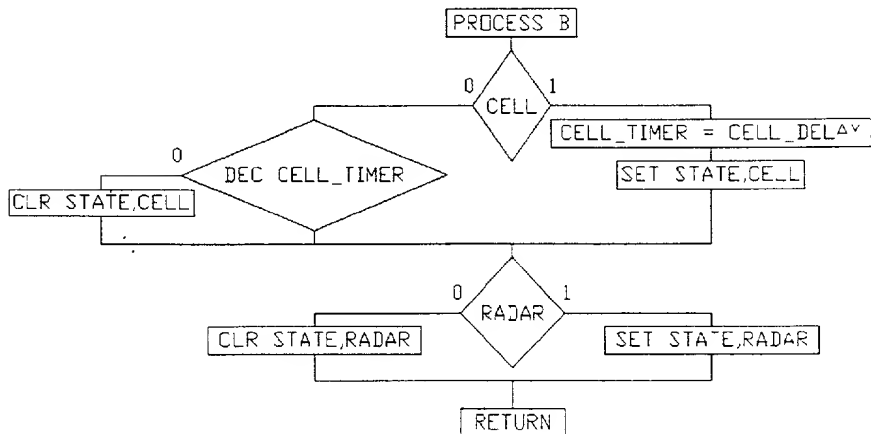 PROCESS B
0 1
CELL
CELL_TIMER = CELL_DELAY
0
DEC CELL_TIMER
SET STATE,CELL
CLR STATE,CELL
0 1
RADAR
CLR STATE,RADAR
SET STATE,RADAR
RETURN